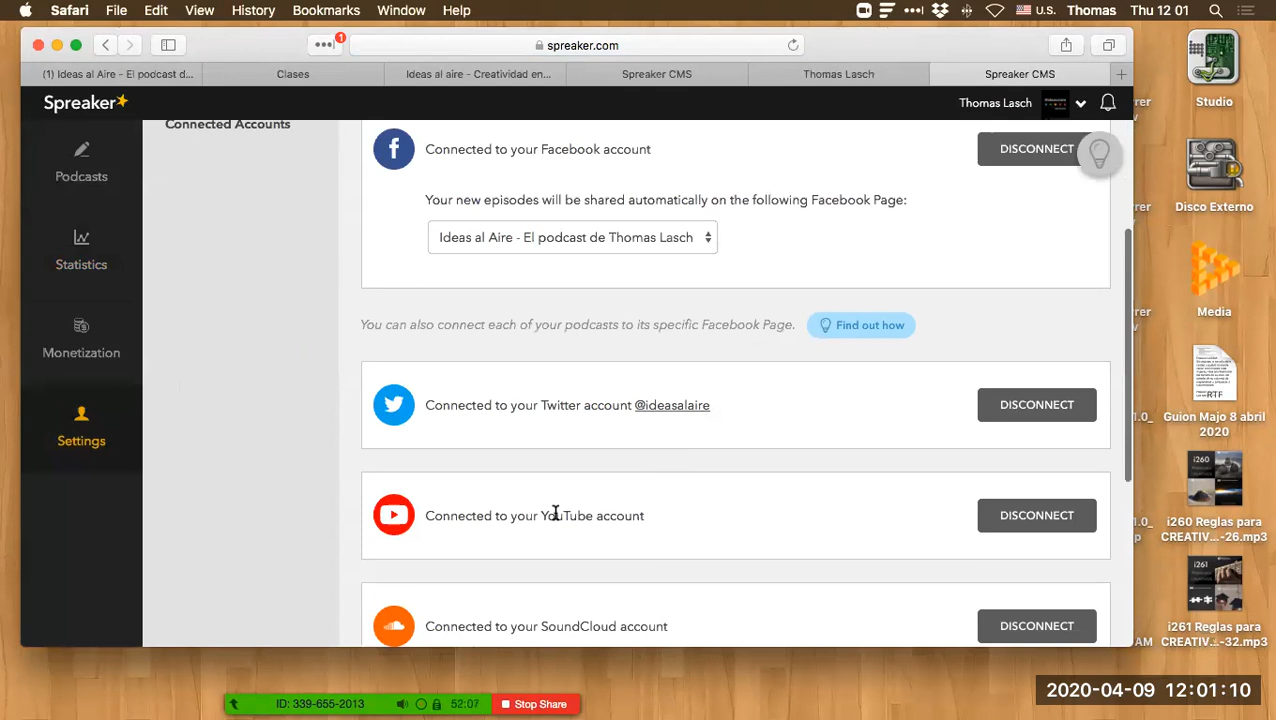 Safari File Edit View History Bookmarks Window Help U.S. Thomas Thu 12 01
1
spreaker.com
(1) Ideas al Aire - El podcast d...
Clases
Ideas al aire - Creatividad en...
Spreaker CMS
Thomas Lasch
Spreaker CMS
Spreaker
Thomas Lasch
Connected Accounts
Podcasts
Statistics
Monetization
Settings
Connected to your Facebook account
DISCONNECT
Your new episodes will be shared automatically on the following Facebook Page:
Ideas al Aire - El podcast de Thomas Lasch
You can also connect each of your podcasts to its specific Facebook Page.
Find out how
Connected to your Twitter account @ideasalaire
DISCONNECT
Connected to your YouTube account
DISCONNECT
Connected to your SoundCloud account
DISCONNECT
Studio
Disco Externo
Media
RTF
Guion Majo 8 abril
2020
i260
i260 Reglas para
CREATIV...-26.mp3
i261
i261 Reglas para
CREATIV...-32.mp3
AM
ID: 339-655-2013
52:07
Stop Share
2020-04-09 12:01:10